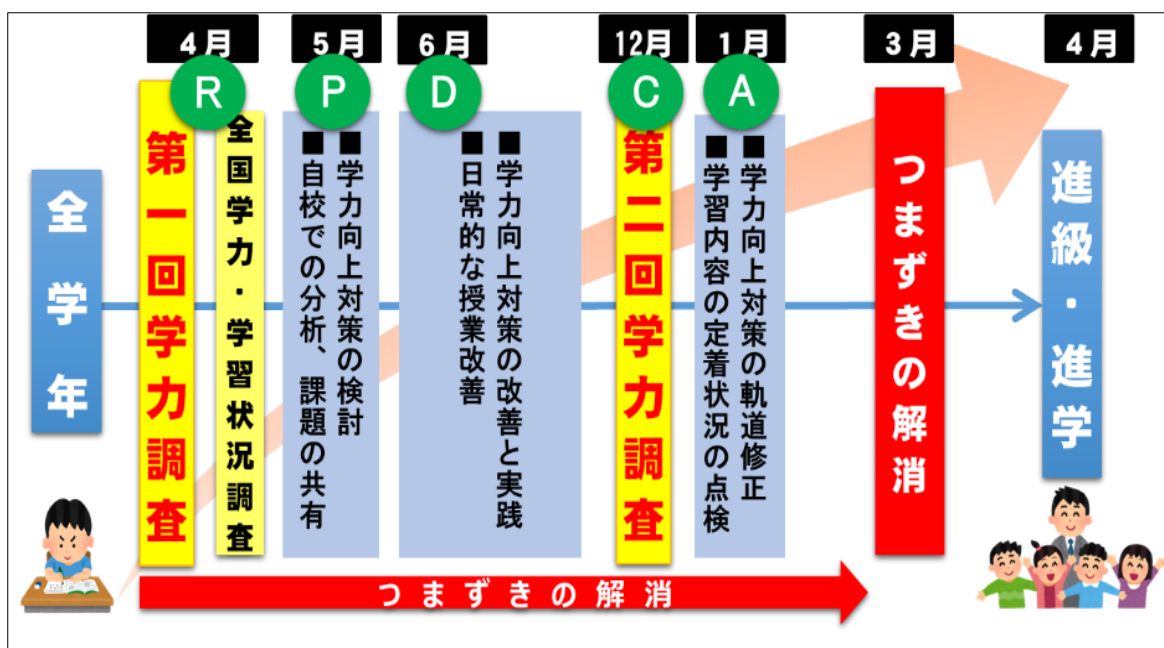 4月
5月
6月
12月
1月
3月
4月
R
P
D
C
A
全学年
第一回学力調査
全国学力・学習状況調査
■学力向上対策の検討
■自校での分析、課題の共有
■学力向上対策の改善と実践
■日常的な授業改善
第二回学力調査
■学力向上対策の軌道修正
■学習内容の定着状況の点検
つまずきの解消
進級・進学
つまずきの解消